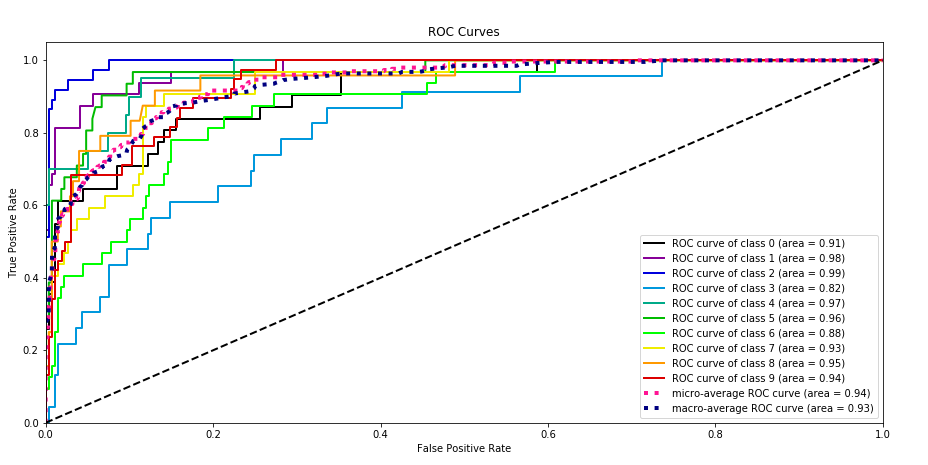 ROC Curves
True Positive Rate
1.0
0.8
0.6
0.4
0.2
0.0
ROC curve of class 0 (area = 0.91)
ROC curve of class 1 (area = 0.98)
ROC curve of class 2 (area = 0.99)
ROC curve of class 3 (area = 0.82)
ROC curve of class 4 (area = 0.97)
ROC curve of class 5 (area = 0.96)
ROC curve of class 6 (area = 0.88)
ROC curve of class 7 (area = 0.93)
ROC curve of class 8 (area = 0.95)
ROC curve of class 9 (area = 0.94)
micro-average ROC curve (area = 0.94)
macro-average ROC curve (area = 0.93)
0.0 0.2 0.4 0.6 0.8 1.0
False Positive Rate